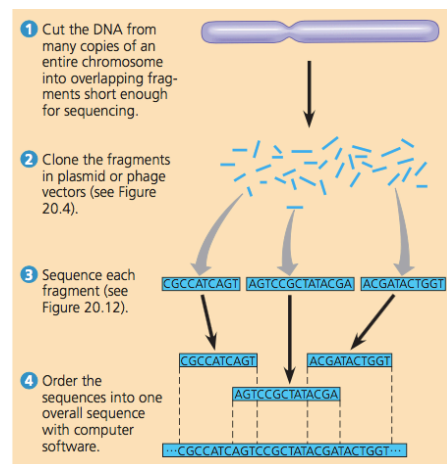 1 Cut the DNA from
many copies of an
entire chromosome
into overlapping frag-
ments short enough
for sequencing.
2 Clone the fragments
in plasmid or phage
vectors (see Figure
20.4).
3 Sequence each
fragment (see
Figure 20.12).
CGCCATCAGT AGTCCGCTATACGA ACGATACTGGT
CGCCATCAGT ACGATACTGGT
AGTCCGCTATACGA
4 Order the
sequences into one
overall sequence
with computer
software.
···CGCCATCAGTCCGCTATACGATACTGGT···